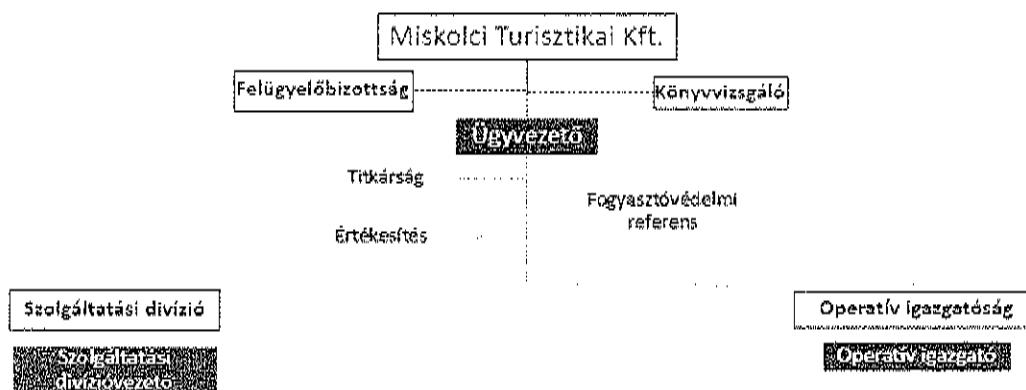 Miskolci Turisztikai Kft.
Felügyelőbizottság
Könyvvizsgáló
Ügyvezető
Titkárság
Fogyasztóvédelmi
referens
Értékesítés
Szolgáltatási divízió
Operatív igazgatóság
Szolgáltatási
divízióvezető
Operatív igazgató